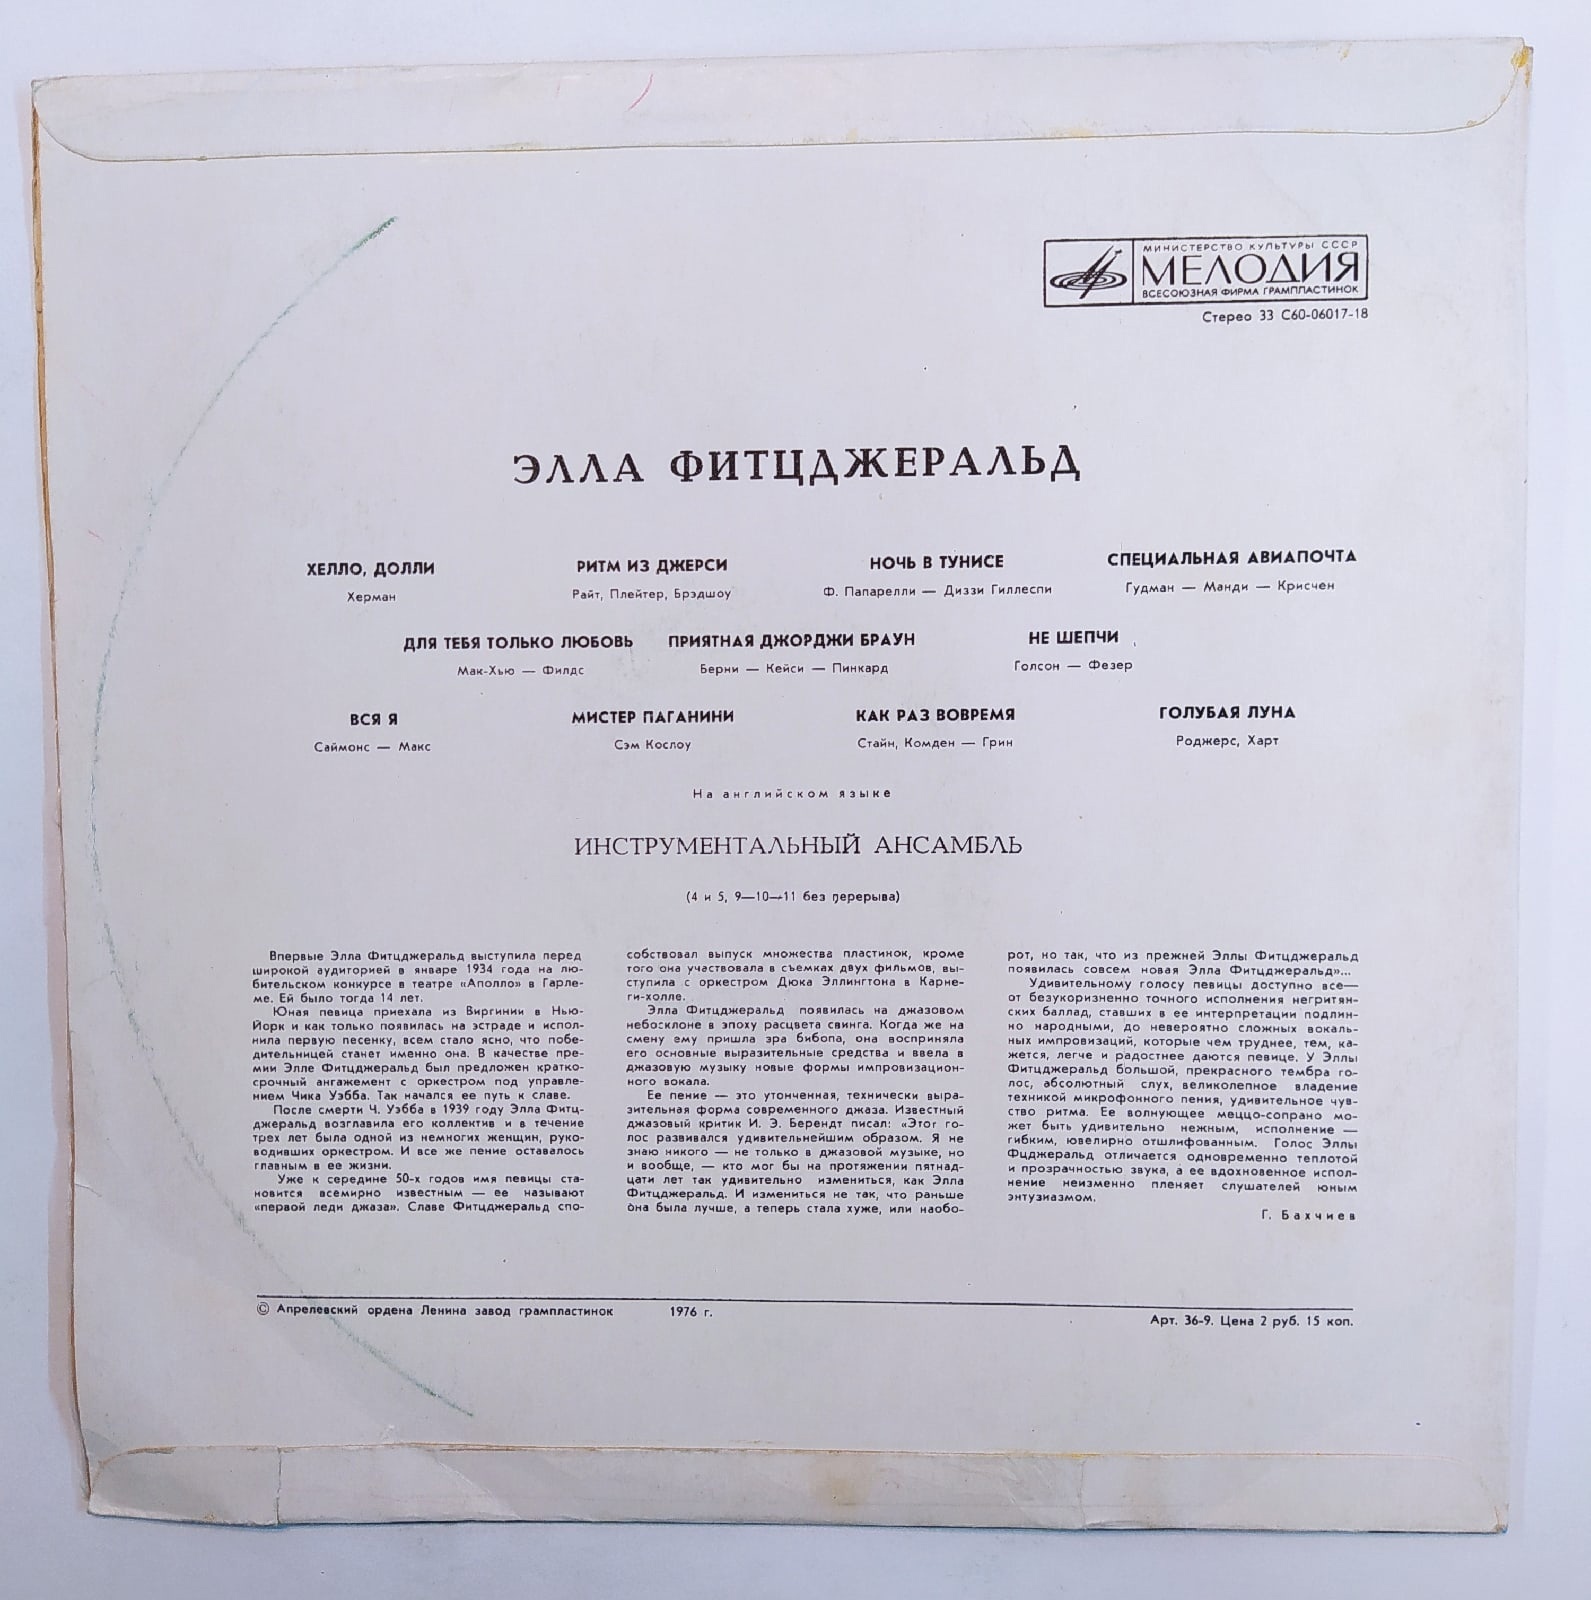 МИНИСТЕРСТВО КУЛЬТУРЫ СССР
МЕЛОДИЯ
ВСЕСОЮЗНАЯ ФИРМА ГРАМПЛАСТИНОК
Стерео 33 С60-06017-18
ЭЛЛА ФИТЦДЖЕРАЛЬД
ХЕЛЛО, ДОЛЛИ
Херман
РИТМ ИЗ ДЖЕРСИ
Райт, Плейтер, Брэдшоу
НОЧЬ В ТУНИСЕ
Ф. Папарелли — Диззи Гиллеспи
СПЕЦИАЛЬНАЯ АВИАПОЧТА
Гудман — Манди — Крисчен
ДЛЯ ТЕБЯ ТОЛЬКО ЛЮБОВЬ
Мак-Хью — Филдс
ПРИЯТНАЯ ДЖОРДЖИ БРАУН
Берни — Кейси — Пинкард
НЕ ШЕПЧИ
Голсон — Фезер
ВСЯ Я
Саймонс — Макс
МИСТЕР ПАГАНИНИ
Сэм Кослоу
КАК РАЗ ВОВРЕМЯ
Стайн, Комден — Грин
ГОЛУБАЯ ЛУНА
Роджерс, Харт
На английском языке
ИНСТРУМЕНТАЛЬНЫЙ АНСАМБЛЬ
(4 и 5, 9—10—11 без перерыва)
Впервые Элла Фитцджеральд выступила перед
широкой аудиторией в январе 1934 года на лю-
бительском конкурсе в театре «Аполло» в Гарле-
ме. Ей было тогда 14 лет.
Юная певица приехала из Виргинии в Нью-
Йорк и как только появилась на эстраде и испол-
нила первую песенку, всем стало ясно, что побе-
дительницей станет именно она. В качестве пре-
мии Элле Фитцджеральд был предложен кратко-
срочный ангажемент с оркестром под управле-
нием Чика Уэбба. Так начался ее путь к славе.
После смерти Ч. Уэбба в 1939 году Элла Фитц-
джеральд возглавила его коллектив и в течение
трех лет была одной из немногих женщин, руко-
водивших оркестром. И все же пение оставалось
главным в ее жизни.
Уже к середине 50-х годов имя певицы ста-
новится всемирно известным — ее называют
«первой леди джаза». Славе Фитцджеральд спо-
собствовал выпуск множества пластинок, кроме
того она участвовала в съемках двух фильмов, вы-
ступила с оркестром Дюка Эллингтона в Карне-
ги-холле.
Элла Фитцджеральд появилась на джазовом
небосклоне в эпоху расцвета свинга. Когда же на
смену ему пришла эра бибопа, она восприняла
его основные выразительные средства и ввела в
джазовую музыку новые формы импровизацион-
ного вокала.
Ее пение — это утонченная, технически выра-
зительная форма современного джаза. Известный
джазовый критик И. Э. Берендт писал: «Этот го-
лос развивался удивительнейшим образом. Я не
знаю никого — не только в джазовой музыке, но
и вообще, — кто мог бы на протяжении пятнад-
цати лет так удивительно измениться, как Элла
Фитцджеральд. И измениться не так, что раньше
она была лучше, а теперь стала хуже, или наобо-
рот, но так, что из прежней Эллы Фитцджеральд
появилась совсем новая Элла Фитцджеральд»...
Удивительному голосу певицы доступно все—
от безукоризненно точного исполнения негритян-
ских баллад, ставших в ее интерпретации подлин-
но народными, до невероятно сложных вокаль-
ных импровизаций, которые чем труднее, тем, ка-
жется, легче и радостнее даются певице. У Эллы
Фитцджеральд большой, прекрасного тембра го-
лос, абсолютный слух, великолепное владение
техникой микрофонного пения, удивительное чув-
ство ритма. Ее волнующее меццо-сопрано мо-
жет быть удивительно нежным, исполнение —
гибким, ювелирно отшлифованным. Голос Эллы
Фцджеральд отличается одновременно теплотой
и прозрачностью звука, а ее вдохновенное испол-
нение неизменно пленяет слушателей юным
энтузиазмом.
Г. Бахчиев
© Апрелевский ордена Ленина завод грампластинок 1976 г.
Арт. 36-9. Цена 2 руб. 15 коп.